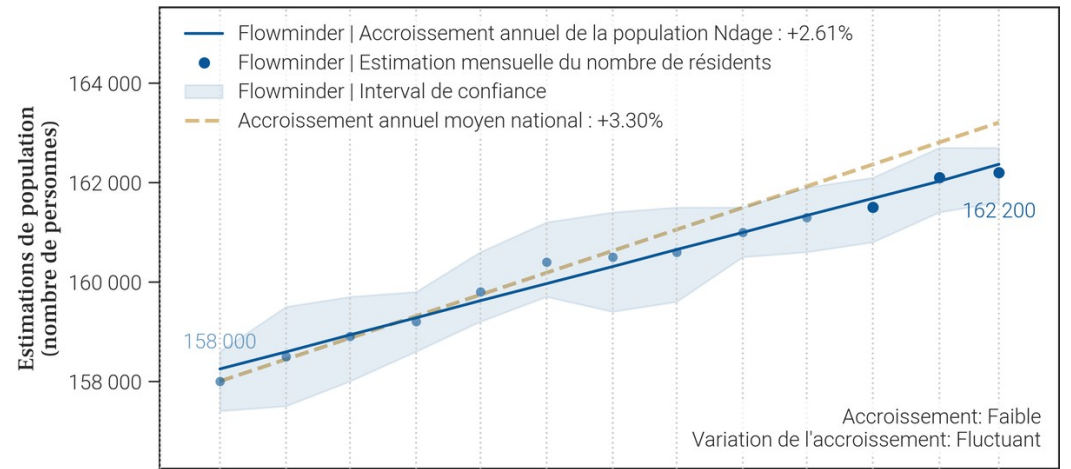 Flowminder | Accroissement annuel de la population Ndage : +2.61%
Flowminder | Estimation mensuelle du nombre de résidents
Flowminder | Interval de confiance
Accroissement annuel moyen national : +3.30%
Estimations de population
(nombre de personnes)
164 000
162 000
160 000
158 000
158 000
162 200
Accroissement: Faible
Variation de l'accroissement: Fluctuant